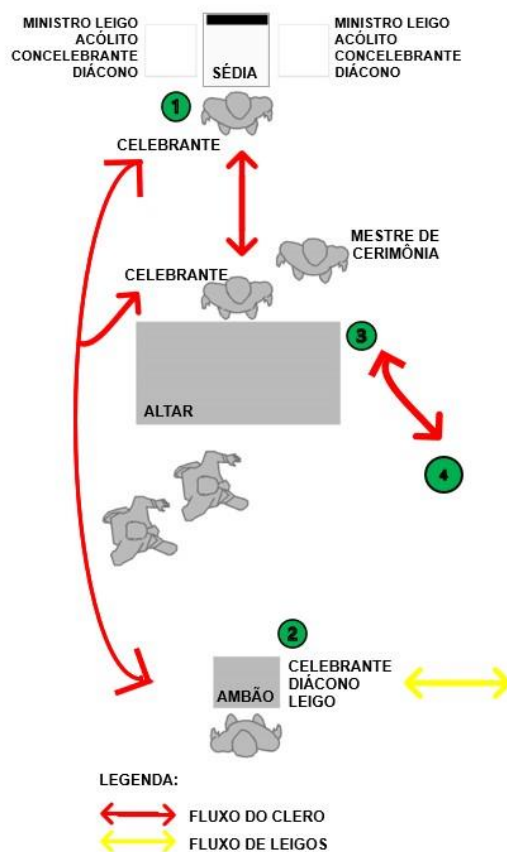 MINISTRO LEIGO
ACÓLITO
CONCELEBRANTE
DIÁCONO
SÉDIA
MINISTRO LEIGO
ACÓLITO
CONCELEBRANTE
DIÁCONO
1
CELEBRANTE
MESTRE DE
CERIMÔNIA
CELEBRANTE
3
ALTAR
4
2
CELEBRANTE
DIÁCONO
LEIGO
AMBÃO
LEGENDA:
FLUXO DO CLERO
FLUXO DE LEIGOS